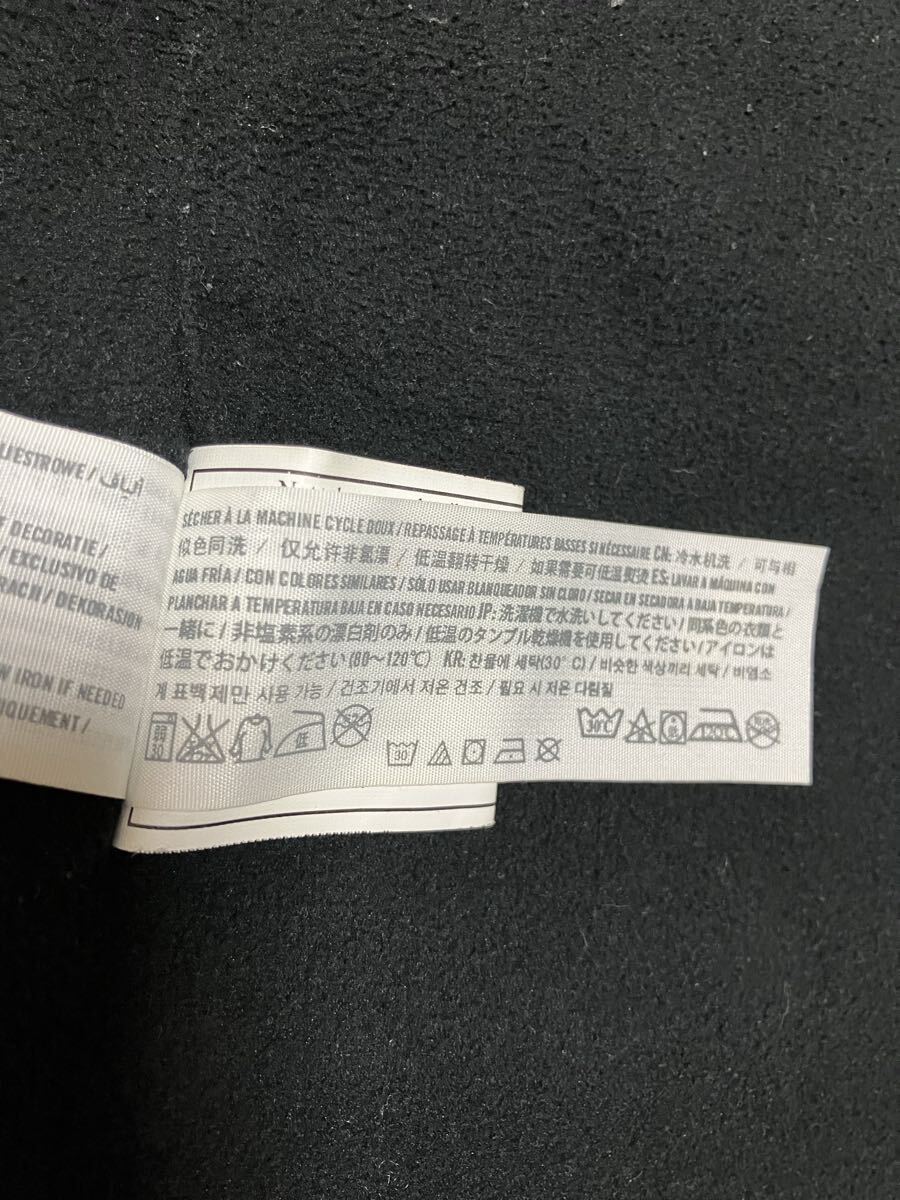 / أنياف
DECORATIE/
/EXCLUSIVO DE
/DEKORASJON
IRON IF NEEDED
SÉCHER À LA MACHINE CYCLE DOUX/REPASSAGE À TEMPÉRATURES BASSES SI NÉCESSAIRE CN: 冷水机洗 / 可与相
似色同洗 / 仅允许非氯漂 / 低温翻转干燥 / 如果需要可低温熨烫 ES: LAVAR A MÁQUINA CON
AGUA FRÍA/CON COLORES SIMILARES/SÓLO USAR BLANQUEADOR SIN CLORO/SECAR EN SECADORA A BAJA TEMPERATURA/
PLANCHAR A TEMPERATURA BAJA EN CASO NECESARIO JP: 洗濯機で水洗いしてください/同系色の衣類と
一緒に/非塩素系の漂白剤のみ/低温のタンブル乾燥機を使用してください/アイロンは
低温でおかけください(80〜120℃) KR: 찬물에 세탁(30°C)/비슷한 색상끼리 세탁/비염소
계 표백제만 사용 가능/건조기에서 저온 건조/필요 시 저온 다림질
30 低 30 30℃ 120℃